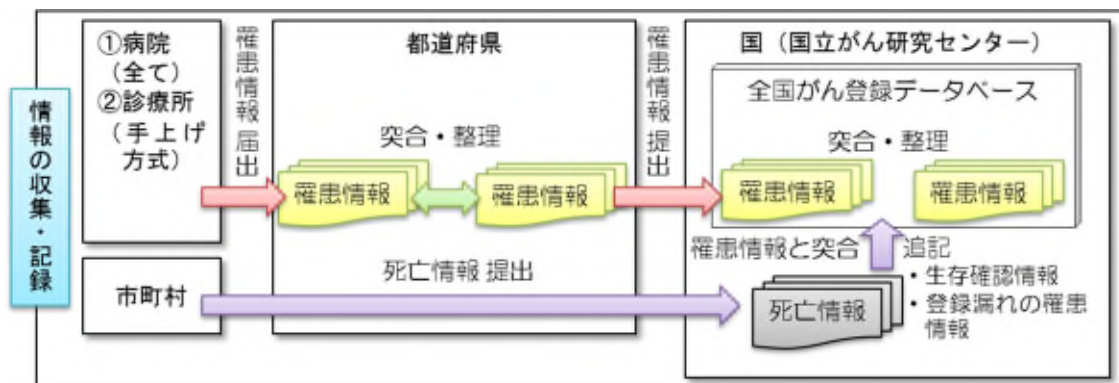 情報の収集・記録
①病院
(全て)
②診療所
(手上げ
方式)
市町村
罹患情報 届出
都道府県
突合・整理
罹患情報
罹患情報
死亡情報 提出
罹患情報 提出
国（国立がん研究センター）
全国がん登録データベース
突合・整理
罹患情報
罹患情報
罹患情報と突合
追記
・生存確認情報
・登録漏れの罹患
情報
死亡情報